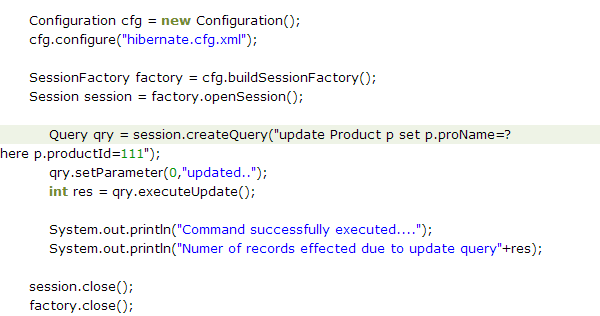 Configuration cfg = new Configuration();
cfg.configure("hibernate.cfg.xml");
SessionFactory factory = cfg.buildSessionFactory();
Session session = factory.openSession();
Query qry = session.createQuery("update Product p set p.proName=?
here p.productId=111");
qry.setParameter(0,"updated..");
int res = qry.executeUpdate();
System.out.println("Command successfully executed....");
System.out.println("Numer of records effected due to update query"+res);
session.close();
factory.close();